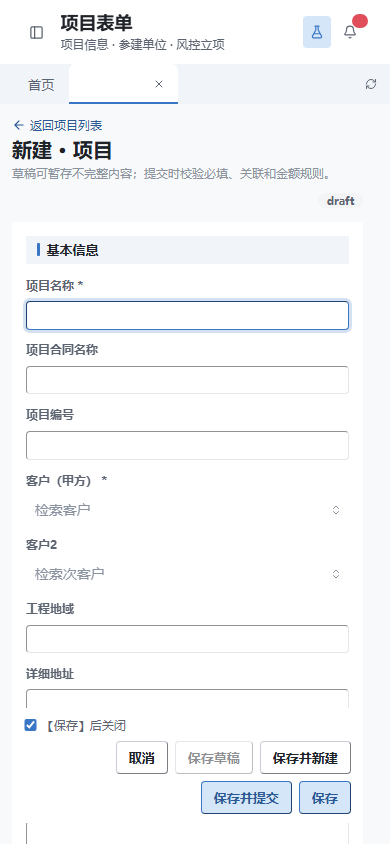 项目表单
项目信息 · 参建单位 · 风控立项
首页
返回项目列表
新建 · 项目
草稿可暂存不完整内容；提交时校验必填、关联和金额规则。
draft
基本信息
项目名称 *
项目合同名称
项目编号
客户（甲方） *
检索客户
客户2
检索次客户
工程地域
详细地址
【保存】后关闭
取消
保存草稿
保存并新建
保存并提交
保存